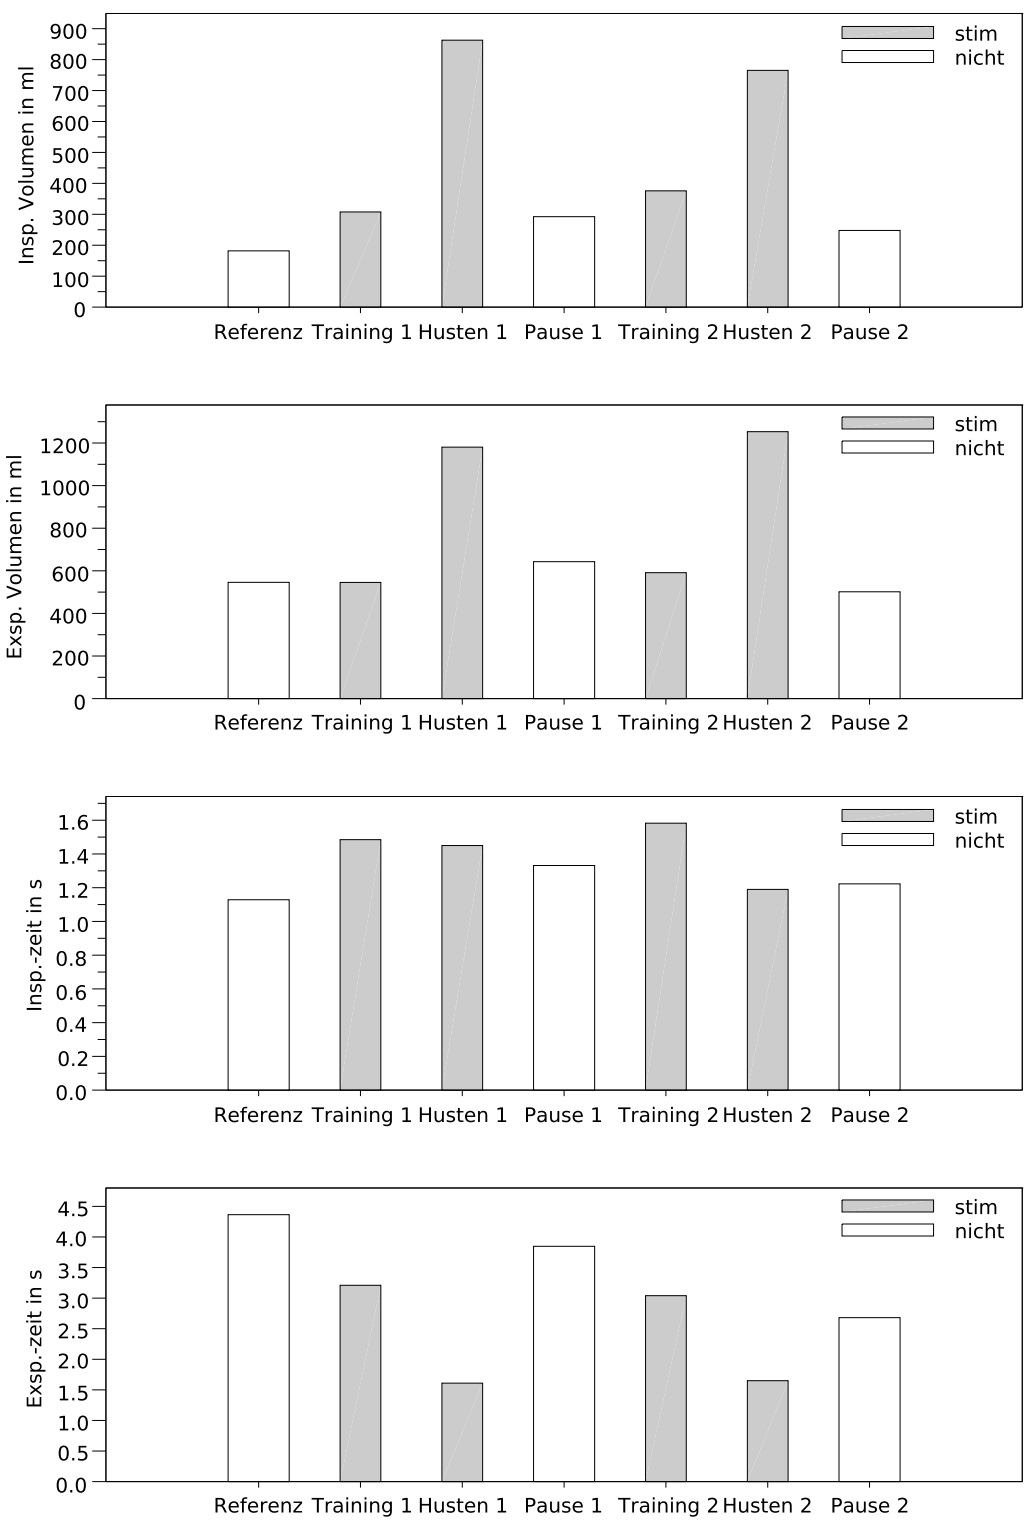 Insp. Volumen in ml
900
800
700
600
500
400
300
200
100
0
stim
nicht
Referenz Training 1 Husten 1 Pause 1 Training 2 Husten 2 Pause 2
Exsp. Volumen in ml
1200
1000
800
600
400
200
0
stim
nicht
Referenz Training 1 Husten 1 Pause 1 Training 2 Husten 2 Pause 2
Insp.-zeit in s
1.6
1.4
1.2
1.0
0.8
0.6
0.4
0.2
0.0
stim
nicht
Referenz Training 1 Husten 1 Pause 1 Training 2 Husten 2 Pause 2
Exsp.-zeit in s
4.5
4.0
3.5
3.0
2.5
2.0
1.5
1.0
0.5
0.0
stim
nicht
Referenz Training 1 Husten 1 Pause 1 Training 2 Husten 2 Pause 2